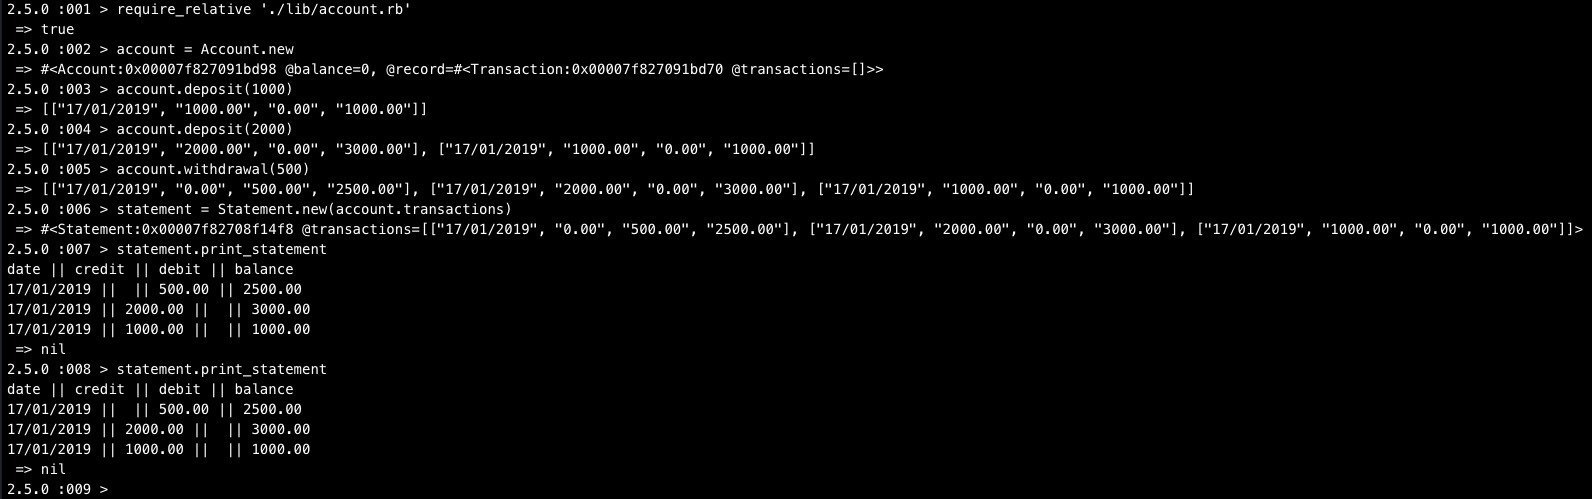 2.5.0 :001 > require_relative './lib/account.rb'
 => true
2.5.0 :002 > account = Account.new
 => #<Account:0x00007f827091bd98 @balance=0, @record=#<Transaction:0x00007f827091bd70 @transactions=[]>>
2.5.0 :003 > account.deposit(1000)
 => [["17/01/2019", "1000.00", "0.00", "1000.00"]]
2.5.0 :004 > account.deposit(2000)
 => [["17/01/2019", "2000.00", "0.00", "3000.00"], ["17/01/2019", "1000.00", "0.00", "1000.00"]]
2.5.0 :005 > account.withdrawal(500)
 => [["17/01/2019", "0.00", "500.00", "2500.00"], ["17/01/2019", "2000.00", "0.00", "3000.00"], ["17/01/2019", "1000.00", "0.00", "1000.00"]]
2.5.0 :006 > statement = Statement.new(account.transactions)
 => #<Statement:0x00007f82708f14f8 @transactions=[["17/01/2019", "0.00", "500.00", "2500.00"], ["17/01/2019", "2000.00", "0.00", "3000.00"], ["17/01/2019", "1000.00", "0.00", "1000.00"]]>
2.5.0 :007 > statement.print_statement
date || credit || debit || balance
17/01/2019 ||  || 500.00 || 2500.00
17/01/2019 || 2000.00 ||  || 3000.00
17/01/2019 || 1000.00 ||  || 1000.00
 => nil
2.5.0 :008 > statement.print_statement
date || credit || debit || balance
17/01/2019 ||  || 500.00 || 2500.00
17/01/2019 || 2000.00 ||  || 3000.00
17/01/2019 || 1000.00 ||  || 1000.00
 => nil
2.5.0 :009 >